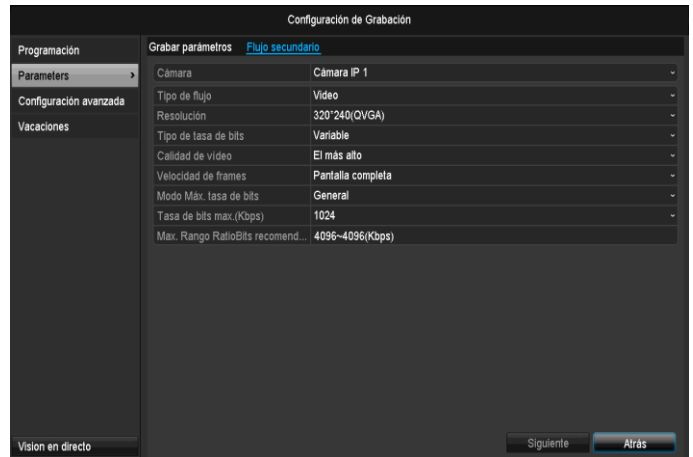 Configuración de Grabación
Programación
Parameters
Configuración avanzada
Vacaciones
Vision en directo
Grabar parámetros Flujo secundario
Cámara Cámara IP 1
Tipo de flujo Video
Resolución 320*240(QVGA)
Tipo de tasa de bits Variable
Calidad de vídeo El más alto
Velocidad de frames Pantalla completa
Modo Máx. tasa de bits General
Tasa de bits max.(Kbps) 1024
Max. Rango RatioBits recomend... 4096~4096(Kbps)
Siguiente Atrás